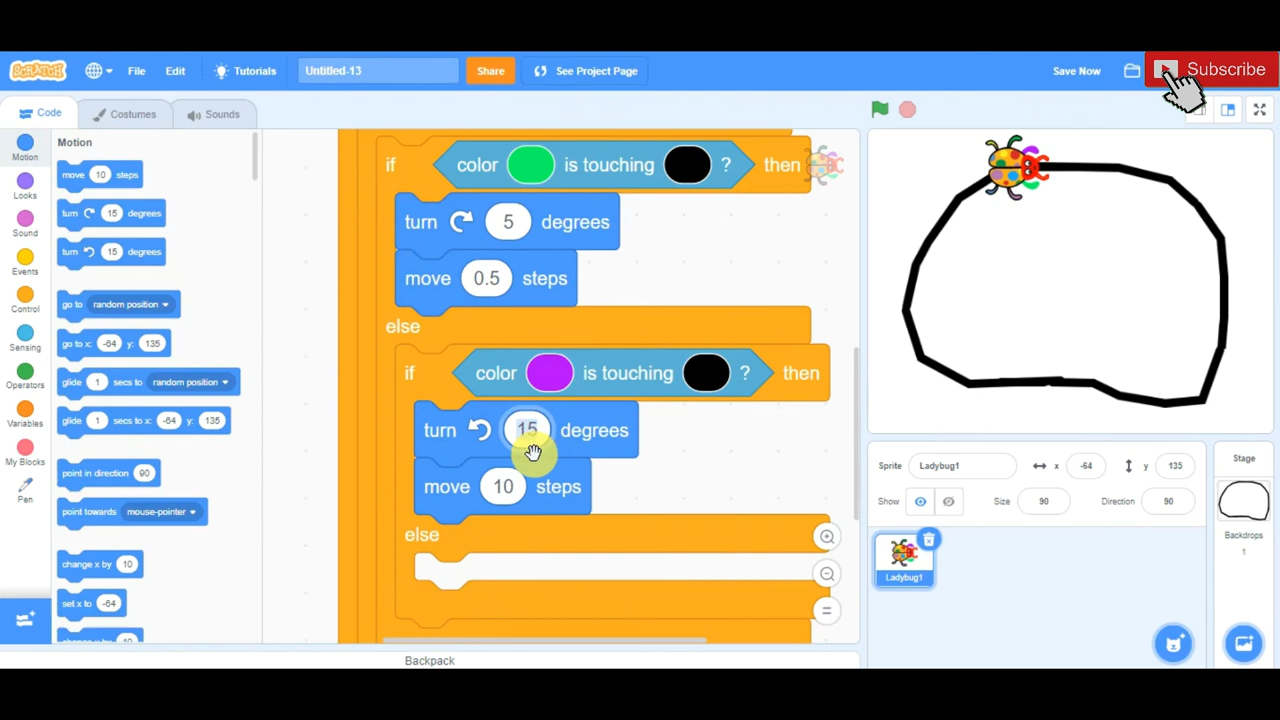 SCRATCH File Edit Tutorials Untitled-13 Share See Project Page Save Now Subscribe
Code Costumes Sounds
Motion
Looks
Sound
Events
Control
Sensing
Operators
Variables
My Blocks
Pen
Motion
move 10 steps
turn 15 degrees
turn 15 degrees
go to random position
go to x: -64 y: 135
glide 1 secs to random position
glide 1 secs to x: -64 y: 135
point in direction 90
point towards mouse-pointer
change x by 10
set x to -64
if color is touching ? then
turn 5 degrees
move 0.5 steps
else
if color is touching ? then
turn 15 degrees
move 10 steps
else
Backpack
Sprite Ladybug1 x -64 y 135
Show Size 90 Direction 90
Ladybug1
Stage
Backdrops
1